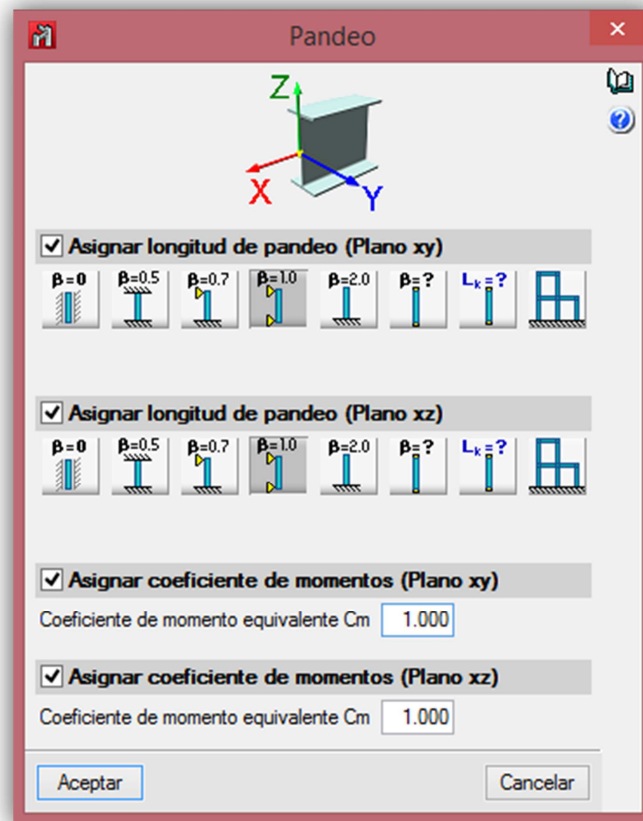 Pandeo
Z
X
Y
Asignar longitud de pandeo (Plano xy)
β=0 β=0.5 β=0.7 β=1.0 β=2.0 β=? Lk=?
Asignar longitud de pandeo (Plano xz)
β=0 β=0.5 β=0.7 β=1.0 β=2.0 β=? Lk=?
Asignar coeficiente de momentos (Plano xy)
Coeficiente de momento equivalente Cm 1.000
Asignar coeficiente de momentos (Plano xz)
Coeficiente de momento equivalente Cm 1.000
Aceptar Cancelar